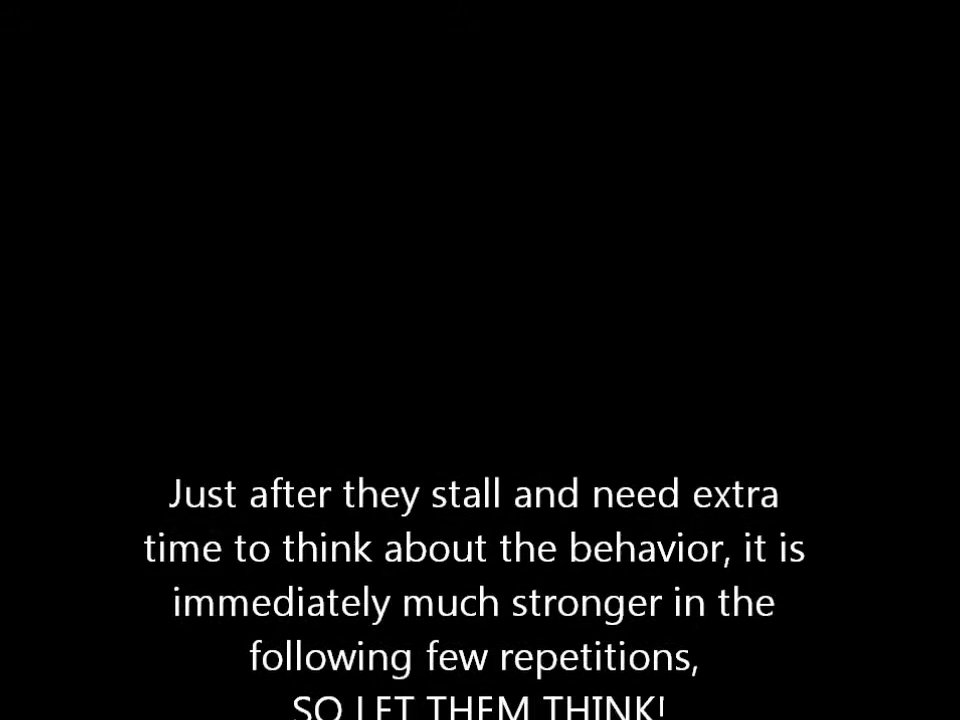 Just after they stall and need extra
time to think about the behavior, it is
immediately much stronger in the
following few repetitions,
SO LET THEM THINK!